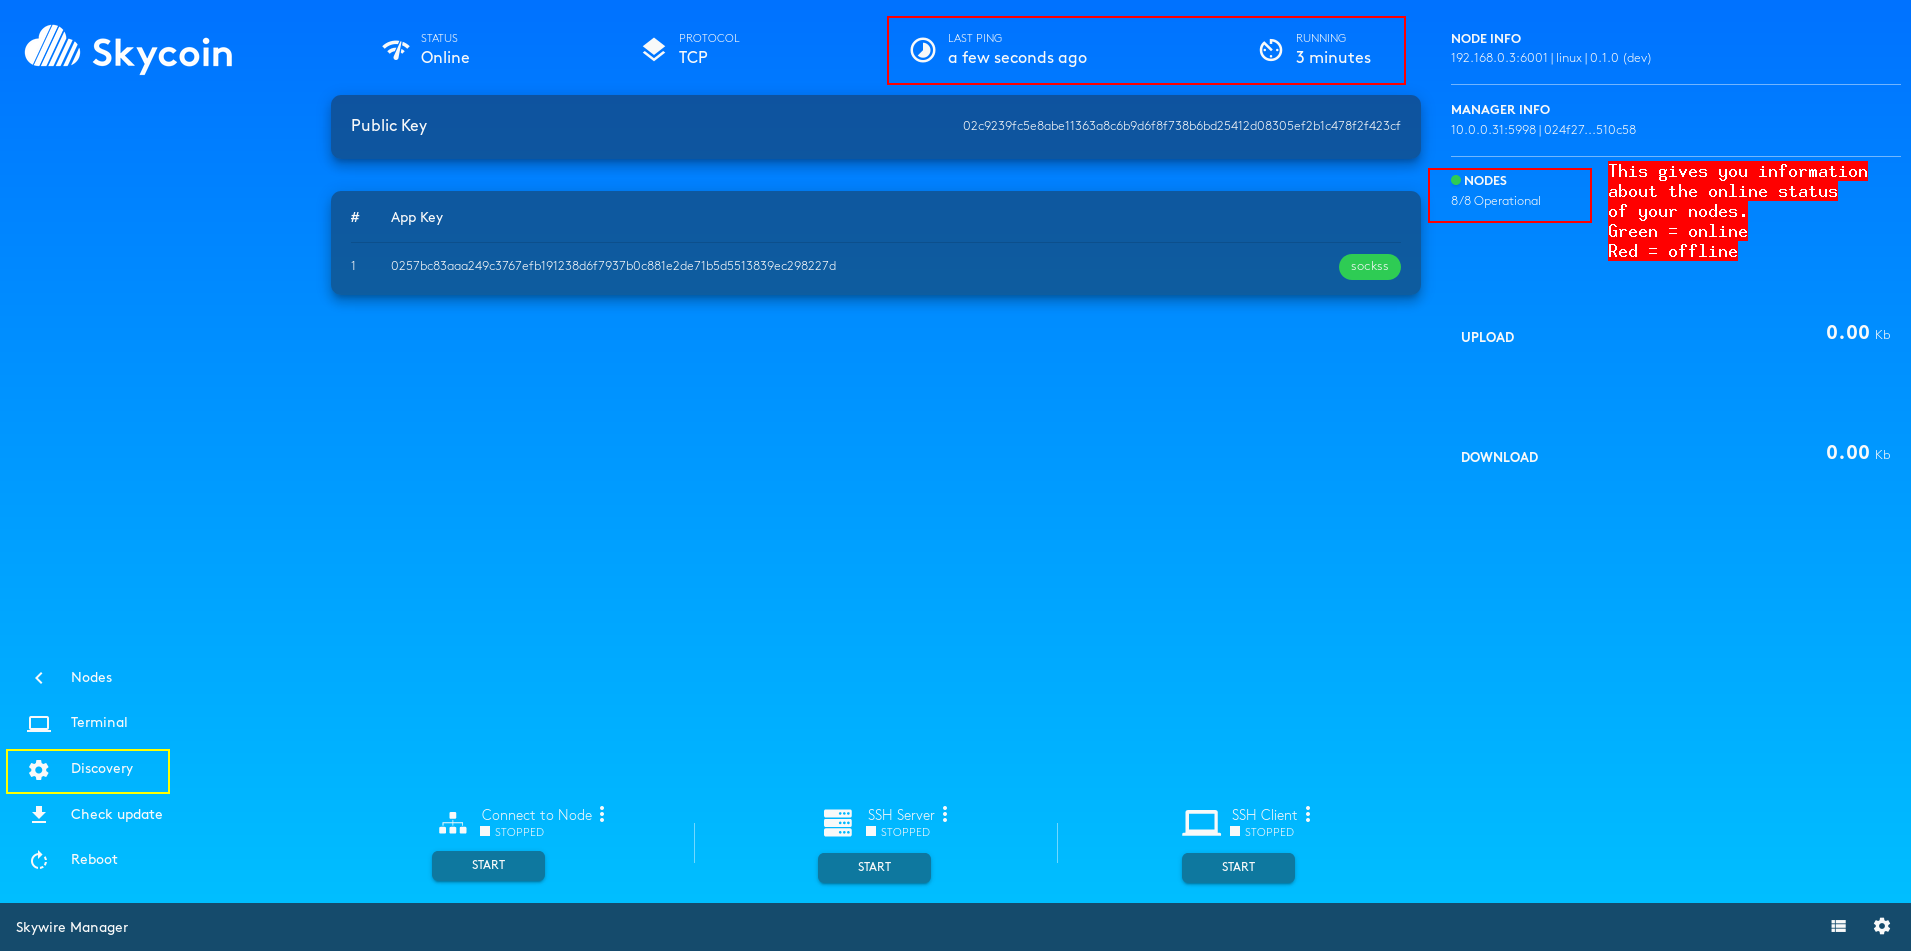 Skycoin
STATUS
Online
PROTOCOL
TCP
LAST PING
a few seconds ago
RUNNING
3 minutes
NODE INFO
192.168.0.3:6001 | linux | 0.1.0 (dev)
MANAGER INFO
10.0.0.31:5998 | 024f27...510c58
NODES
8/8 Operational
This gives you information
about the online status
of your nodes.
Green = online
Red = offline
Public Key 02c9239fc5e8abe11363a8c6b9d6f8f738b6bd25412d08305ef2b1c478f2f423cf
# App Key
1 0257bc83aaa249c3767efb191238d6f7937b0c881e2de71b5d5513839ec298227d sockss
UPLOAD 0.00 Kb
DOWNLOAD 0.00 Kb
Nodes
Terminal
Discovery
Check update
Reboot
Connect to Node
STOPPED
START
SSH Server
STOPPED
START
SSH Client
STOPPED
START
Skywire Manager